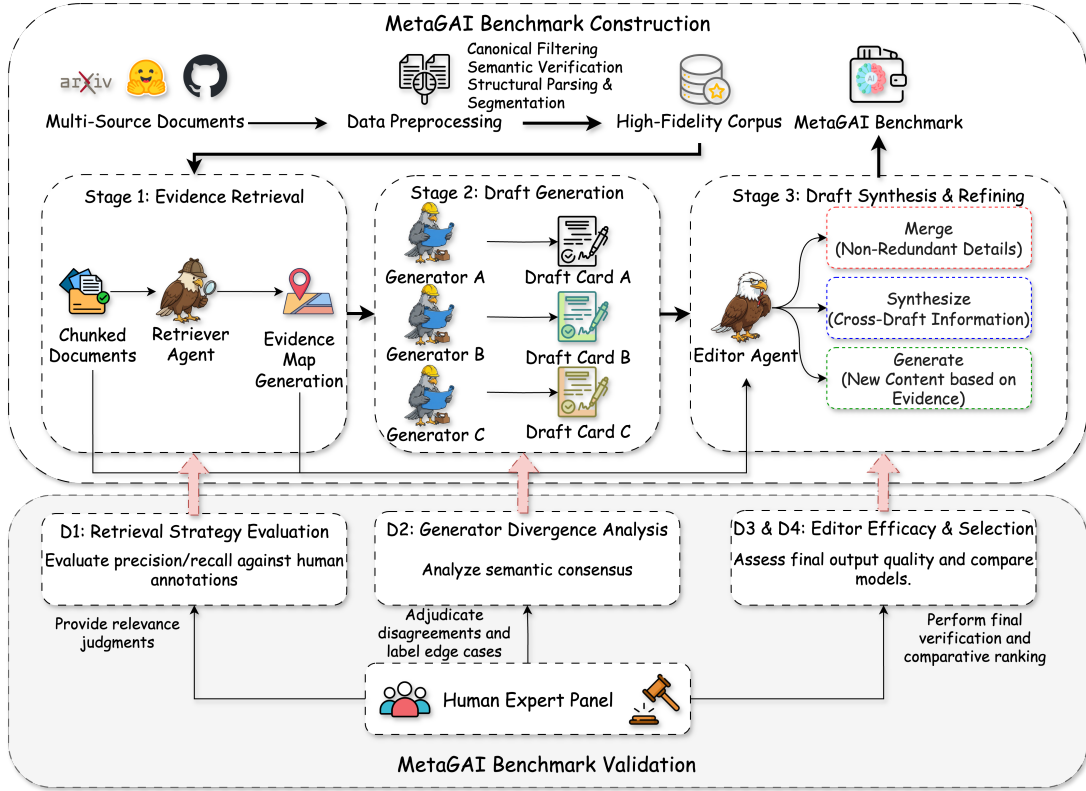 MetaGAI Benchmark Construction
arXiv
Canonical Filtering
Semantic Verification
Structural Parsing &
Segmentation
AI
Multi-Source Documents
Data Preprocessing
High-Fidelity Corpus
MetaGAI Benchmark
Stage 1: Evidence Retrieval
Chunked
Documents
Retriever
Agent
Evidence
Map
Generation
Stage 2: Draft Generation
Generator A
Draft Card A
Generator B
Draft Card B
Generator C
Draft Card C
Stage 3: Draft Synthesis & Refining
Editor Agent
Merge
(Non-Redundant Details)
Synthesize
(Cross-Draft Information)
Generate
(New Content based on
Evidence)
D1: Retrieval Strategy Evaluation
Evaluate precision/recall against human
annotations
D2: Generator Divergence Analysis
Analyze semantic consensus
D3 & D4: Editor Efficacy & Selection
Assess final output quality and compare
models.
Provide relevance
judgments
Adjudicate
disagreements and
label edge cases
Perform final
verification and
comparative ranking
Human Expert Panel
MetaGAI Benchmark Validation